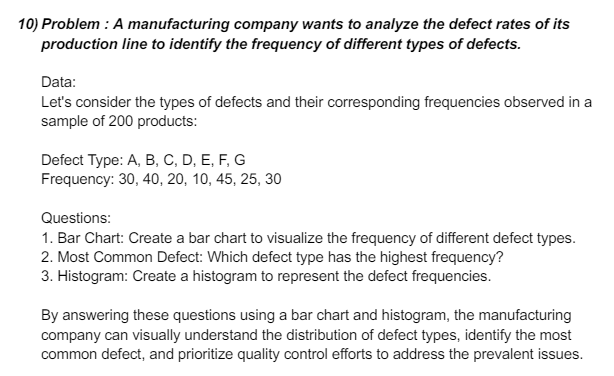 10) Problem : A manufacturing company wants to analyze the defect rates of its
production line to identify the frequency of different types of defects.
Data:
Let's consider the types of defects and their corresponding frequencies observed in a
sample of 200 products:
Defect Type: A, B, C, D, E, F, G
Frequency: 30, 40, 20, 10, 45, 25, 30
Questions:
1. Bar Chart: Create a bar chart to visualize the frequency of different defect types.
2. Most Common Defect: Which defect type has the highest frequency?
3. Histogram: Create a histogram to represent the defect frequencies.
By answering these questions using a bar chart and histogram, the manufacturing
company can visually understand the distribution of defect types, identify the most
common defect, and prioritize quality control efforts to address the prevalent issues.